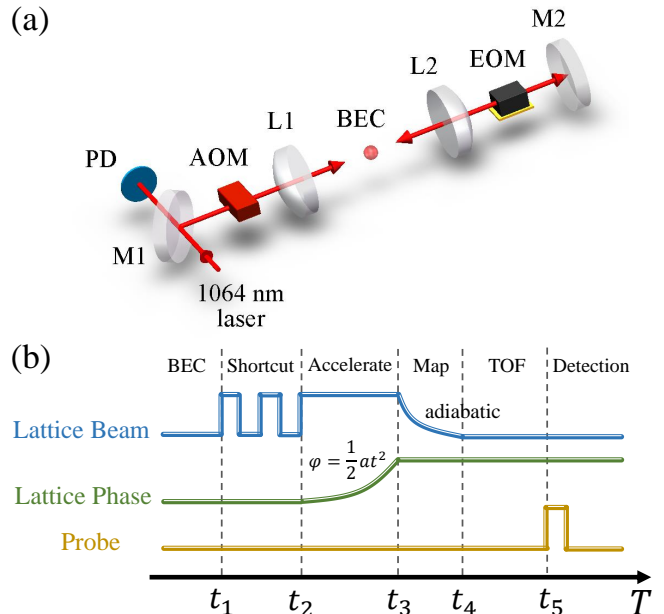 (a)
M2
EOM
L2
BEC
L1
AOM
PD
M1
1064 nm
laser
(b)
BEC Shortcut Accelerate Map TOF Detection
Lattice Beam
adiabatic
φ = 1/2 at²
Lattice Phase
Probe
t₁ t₂ t₃ t₄ t₅ T